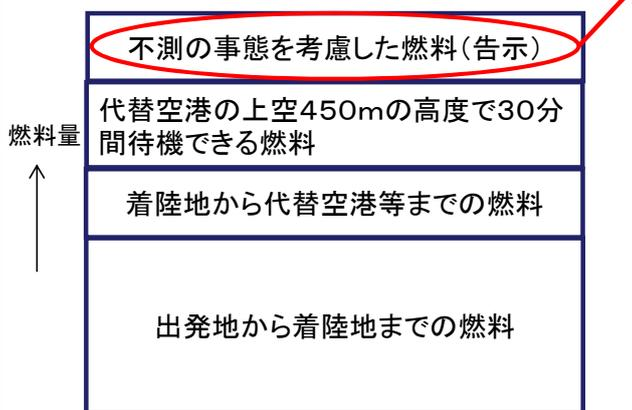 不測の事態を考慮した燃料(告示)
代替空港の上空450mの高度で30分
間待機できる燃料
燃料量
着陸地から代替空港等までの燃料
出発地から着陸地までの燃料